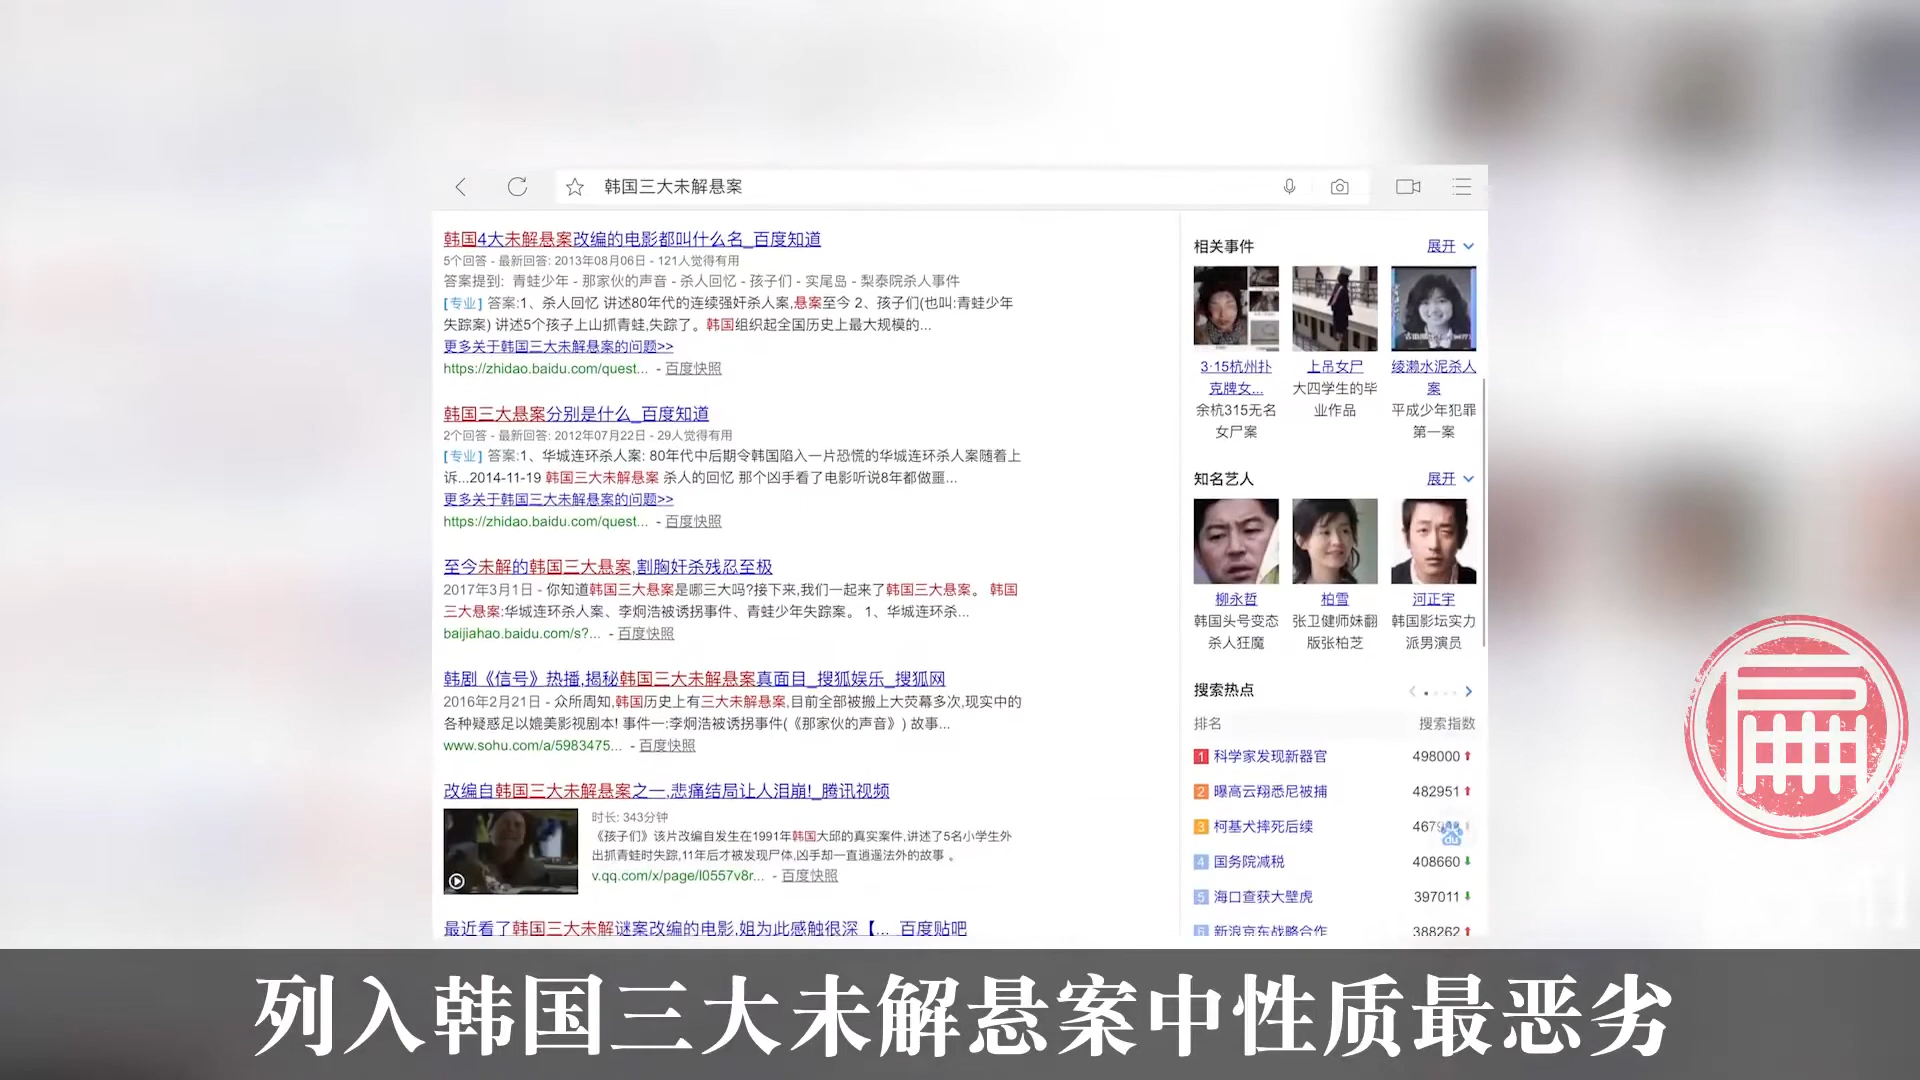 韩国三大未解悬案
韩国4大未解悬案改编的电影都叫什么名_百度知道
5个回答 - 最新回答: 2013年08月06日 - 121人觉得有用
答案提到: 青蛙少年 - 那家伙的声音 - 杀人回忆 - 孩子们 - 实尾岛 - 梨泰院杀人事件
[专业] 答案:1、杀人回忆 讲述80年代的连续强奸杀人案,悬案至今 2、孩子们(也叫:青蛙少年
失踪案) 讲述5个孩子上山抓青蛙,失踪了。韩国组织起全国历史上最大规模的...
更多关于韩国三大未解悬案的问题>>
https://zhidao.baidu.com/quest... - 百度快照
韩国三大悬案分别是什么_百度知道
2个回答 - 最新回答: 2012年07月22日 - 29人觉得有用
[专业] 答案:1、华城连环杀人案: 80年代中后期令韩国陷入一片恐慌的华城连环杀人案随着上
诉...2014-11-19 韩国三大未解悬案 杀人的回忆 那个凶手看了电影听说8年都做噩...
更多关于韩国三大未解悬案的问题>>
https://zhidao.baidu.com/quest... - 百度快照
至今未解的韩国三大悬案,割胸奸杀残忍至极
2017年3月1日 - 你知道韩国三大悬案是哪三大吗?接下来,我们一起来了韩国三大悬案。 韩国
三大悬案:华城连环杀人案、李炯浩被诱拐事件、青蛙少年失踪案。 1、华城连环杀...
baijiahao.baidu.com/s?... - 百度快照
韩剧《信号》热播,揭秘韩国三大未解悬案真面目_搜狐娱乐_搜狐网
2016年2月21日 - 众所周知,韩国历史上有三大未解悬案,目前全部被搬上大荧幕多次,现实中的
各种疑惑足以媲美影视剧本! 事件一:李炯浩被诱拐事件(《那家伙的声音》) 故事...
www.sohu.com/a/5983475... - 百度快照
改编自韩国三大未解悬案之一,悲痛结局让人泪崩!_腾讯视频
时长: 343分钟
《孩子们》该片改编自发生在1991年韩国大邱的真实案件,讲述了5名小学生外
出抓青蛙时失踪,11年后才被发现尸体,凶手却一直逍遥法外的故事 。
v.qq.com/x/page/l0557v8r... - 百度快照
最近看了韩国三大未解谜案改编的电影,姐为此感触很深【... 百度贴吧
相关事件 展开
3·15杭州扑
克牌女...
余杭315无名
女尸案
上吊女尸
大四学生的毕
业作品
绫濑水泥杀人
案
平成少年犯罪
第一案
知名艺人 展开
柳永哲
韩国头号变态
杀人狂魔
柏雪
张卫健师妹翻
版张柏芝
河正宇
韩国影坛实力
派男演员
搜索热点
排名 搜索指数
1 科学家发现新器官 498000
2 曝高云翔悉尼被捕 482951
3 柯基犬摔死后续
4 国务院减税 408660
5 海口查获大壁虎 397011
6 新浪京东战略合作 388262
du
列入韩国三大未解悬案中性质最恶劣